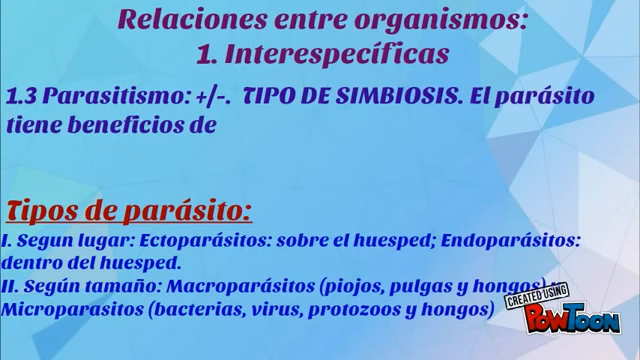 Relaciones entre organismos:
1. Interespecíficas
1.3 Parasitismo: +/-. TIPO DE SIMBIOSIS. El parásito
tiene beneficios de
Tipos de parásito:
I. Segun lugar: Ectoparásitos: sobre el huesped; Endoparásitos:
dentro del huesped.
II. Según tamaño: Macroparásitos (piojos, pulgas y hongos) y
Microparasitos (bacterias, virus, protozoos y hongos)
CREATED USING
POWTOON